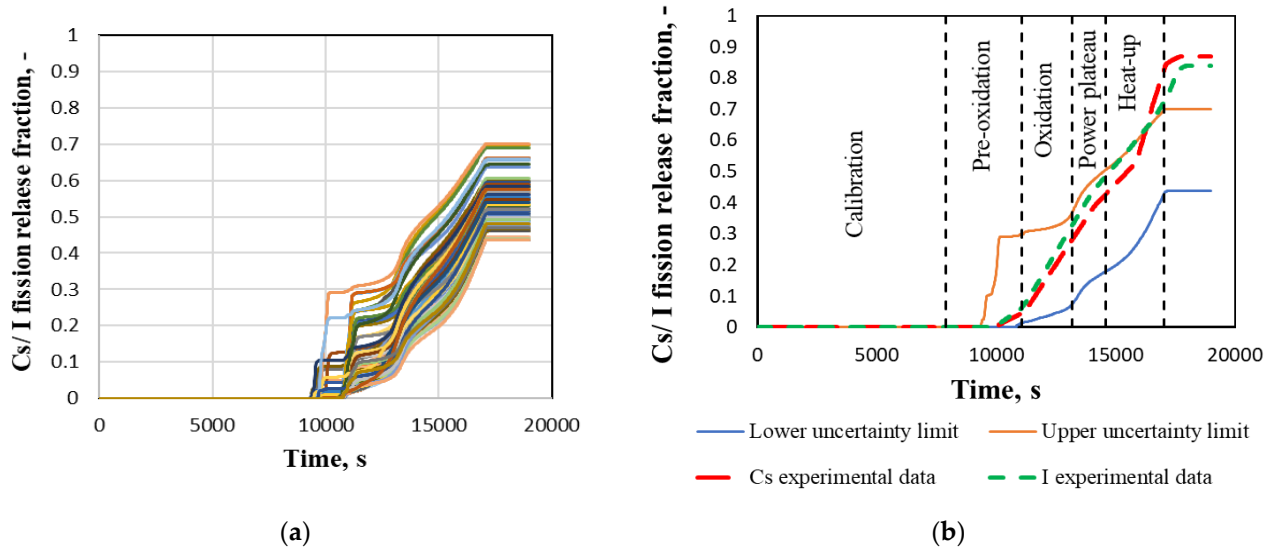 Cs/ I fission relaese fraction, -
1
0.9
0.8
0.7
0.6
0.5
0.4
0.3
0.2
0.1
0
0 5000 10000 15000 20000
Time, s
(a)
Cs/ I fission release fraction, -
1
0.9
0.8
0.7
0.6
0.5
0.4
0.3
0.2
0.1
0
Calibration
Pre-oxidation
Oxidation
Power plateau
Heat-up
0 5000 10000 15000 20000
Time, s
Lower uncertainty limit Upper uncertainty limit
Cs experimental data I experimental data
(b)